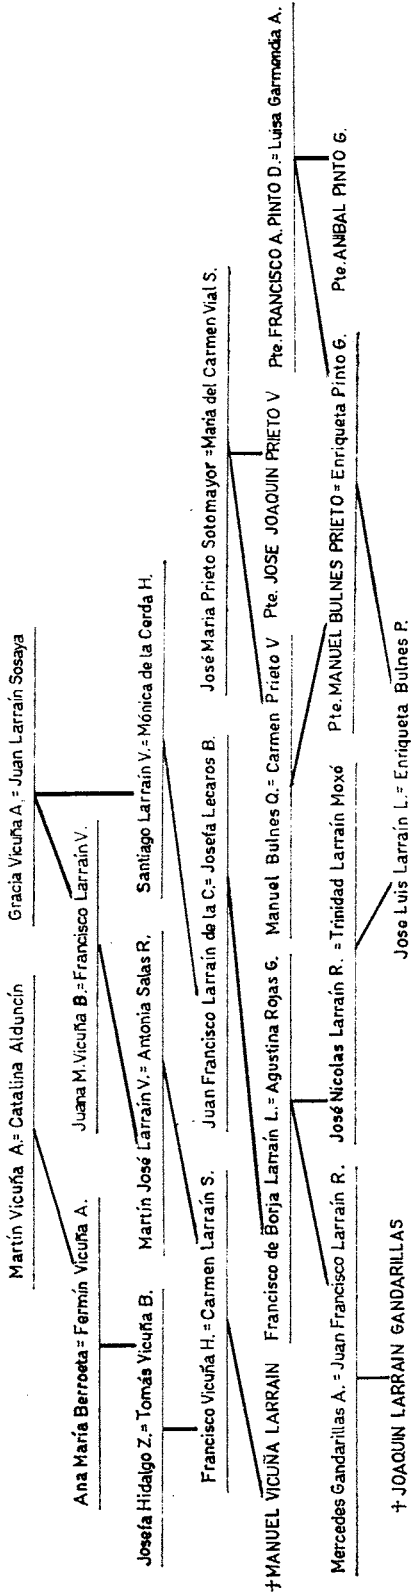 Martín Vicuña A.= Catalina Alduncín Gracia Vicuña A.= Juan Larraín Sosaya
Ana María Berroeta= Fermín Vicuña A. Juana M. Vicuña B.= Francisco Larraín V.
Josefa Hidalgo Z.= Tomás Vicuña B. Martín José Larraín V.= Antonia Salas R. Santiago Larraín V.= Mónica de la Cerda H.
Francisco Vicuña H.= Carmen Larraín S. Juan Francisco Larraín de la C.= Josefa Lecaros B. José María Prieto Sotomayor =María del Carmen Vial S.
†MANUEL VICUÑA LARRAIN Francisco de Borja Larraín L.= Agustina Rojas G. Manuel Bulnes Q.= Carmen Prieto V Pte. JOSE JOAQUIN PRIETO V Pte. FRANCISCO A. PINTO D.= Luisa Garmendia A.
Mercedes Gandarillas A. = Juan Francisco Larraín R. José Nicolas Larraín R. = Trinidad Larraín Moxó Pte. MANUEL BULNES PRIETO= Enriqueta Pinto G. Pte. ANIBAL PINTO G.
† JOAQUIN LARRAIN GANDARILLAS Jose Luis Larraín L.= Enriqueta Bulnes P.